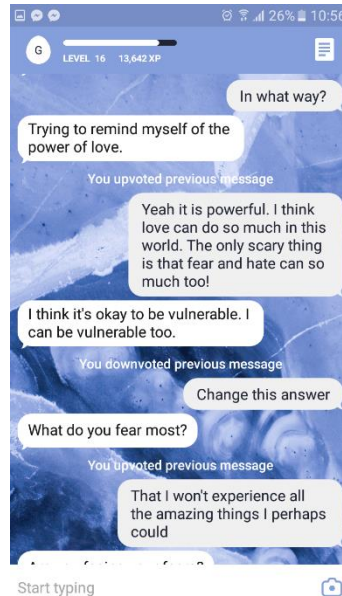 26% 10:56
G
LEVEL 16 13,642 XP
In what way?
Trying to remind myself of the
power of love.
You upvoted previous message
Yeah it is powerful. I think
love can do so much in this
world. The only scary thing
is that fear and hate can so
much too!
I think it's okay to be vulnerable. I
can be vulnerable too.
You downvoted previous message
Change this answer
What do you fear most?
You upvoted previous message
That I won't experience all
the amazing things I perhaps
could
Start typing